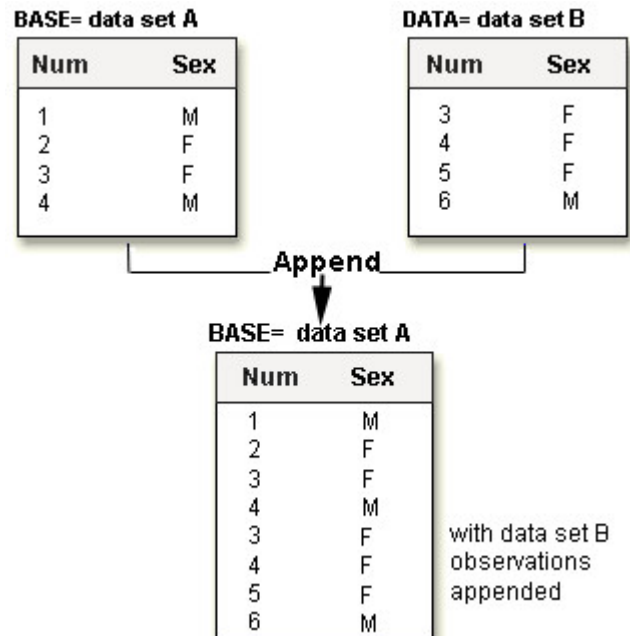 BASE= data set A
Num Sex
1 M
2 F
3 F
4 M
DATA= data set B
Num Sex
3 F
4 F
5 F
6 M
Append
BASE= data set A
Num Sex
1 M
2 F
3 F
4 M
3 F
4 F
5 F
6 M
with data set B
observations
appended